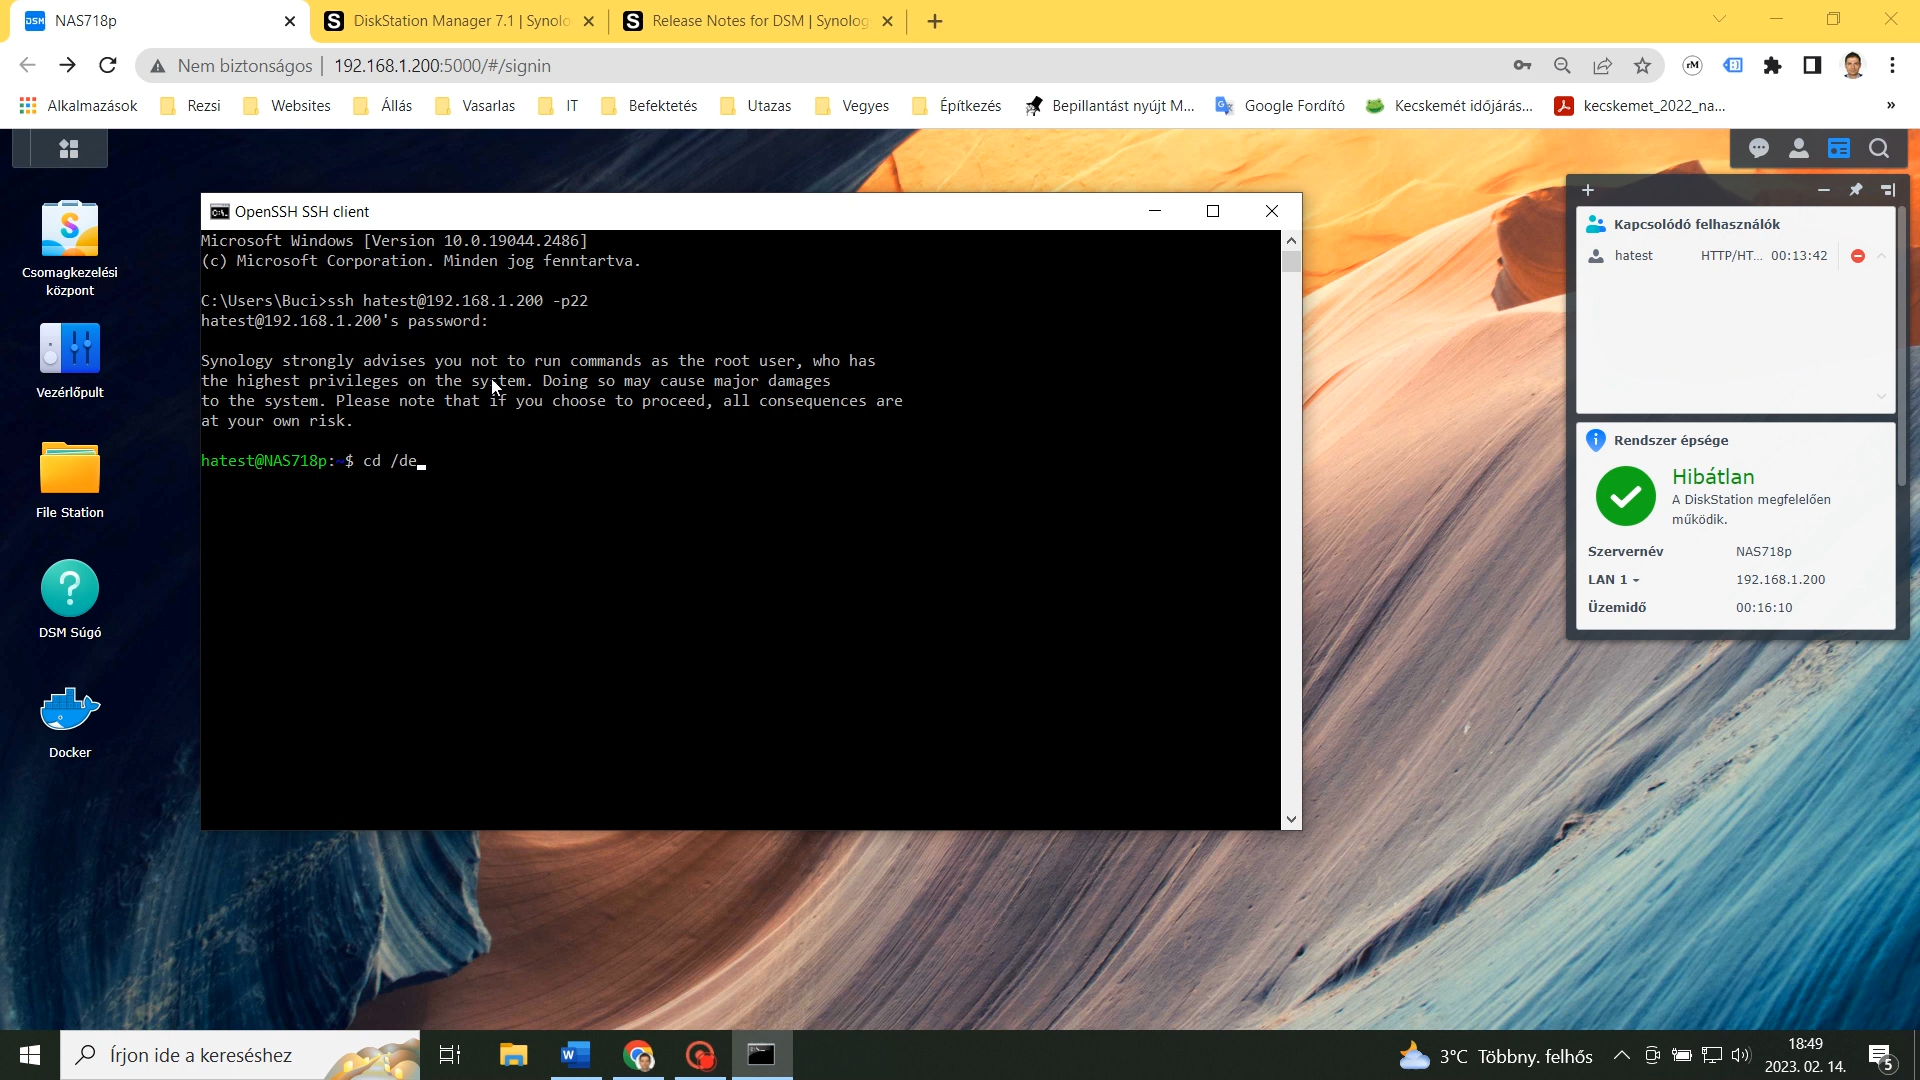 DSM NAS718p
DiskStation Manager 7.1 | Synolo
Release Notes for DSM | Synolog
Nem biztonságos | 192.168.1.200:5000/#/signin
Alkalmazások Rezsi Websites Állás Vasarlas IT Befektetés Utazas Vegyes Építkezés Bepillantást nyújt M... Google Fordító Kecskemét időjárás... kecskemet_2022_na... »
Csomagkezelési
központ
Vezérlőpult
File Station
DSM Súgó
Docker
OpenSSH SSH client
Microsoft Windows [Version 10.0.19044.2486]
(c) Microsoft Corporation. Minden jog fenntartva.
C:\Users\Buci>ssh hatest@192.168.1.200 -p22
hatest@192.168.1.200's password:
Synology strongly advises you not to run commands as the root user, who has
the highest privileges on the system. Doing so may cause major damages
to the system. Please note that if you choose to proceed, all consequences are
at your own risk.
hatest@NAS718p:~$ cd /de_
Kapcsolódó felhasználók
hatest HTTP/HT... 00:13:42
Rendszer épsége
Hibátlan
A DiskStation megfelelően
működik.
Szervernév NAS718p
LAN 1 192.168.1.200
Üzemidő 00:16:10
Írjon ide a kereséshez
3°C Többny. felhős
18:49
2023. 02. 14.
5